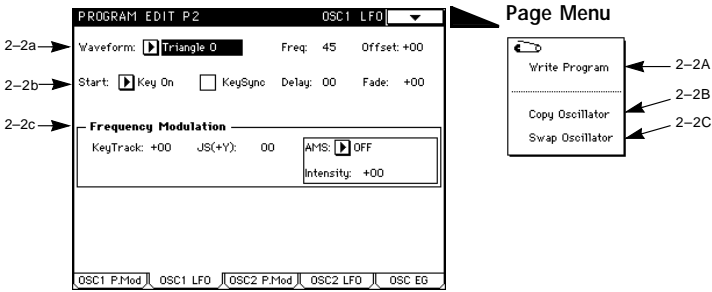 PROGRAM EDIT P2 OSC1 LFO
Page Menu
2–2a
Waveform: Triangle 0 Freq: 45 Offset: +00
2–2b
Start: Key On KeySync Delay: 00 Fade: +00
2–2c
Frequency Modulation
KeyTrack: +00 JS(+Y): 00 AMS: OFF
Intensity: +00
OSC1 P.Mod OSC1 LFO OSC2 P.Mod OSC2 LFO OSC EG
Write Program
2–2A
Copy Oscillator
2–2B
Swap Oscillator
2–2C